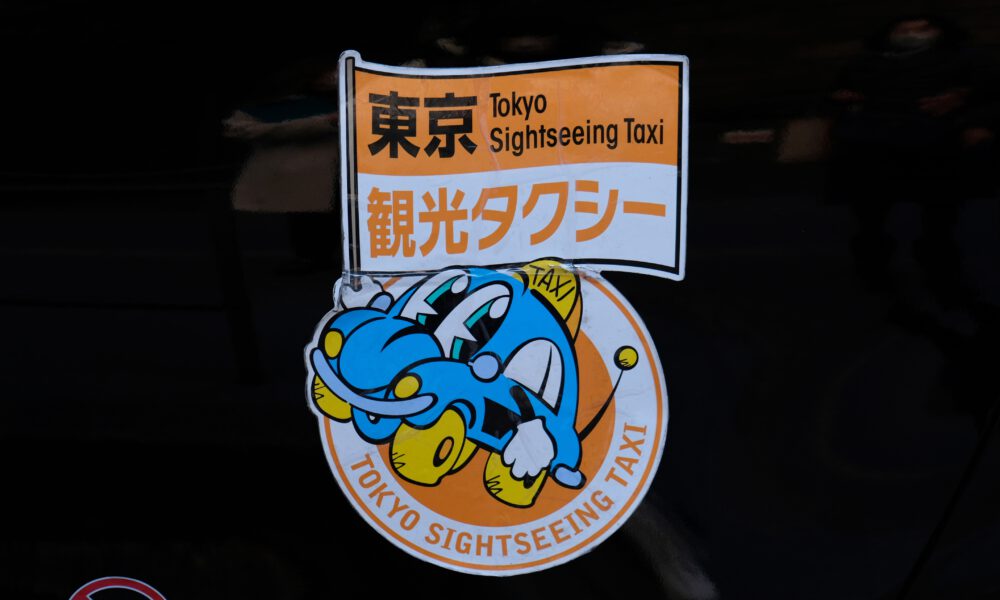 東京
Tokyo
Sightseeing Taxi
観光タクシー
TAXI
TOKYO SIGHTSEEING TAXI